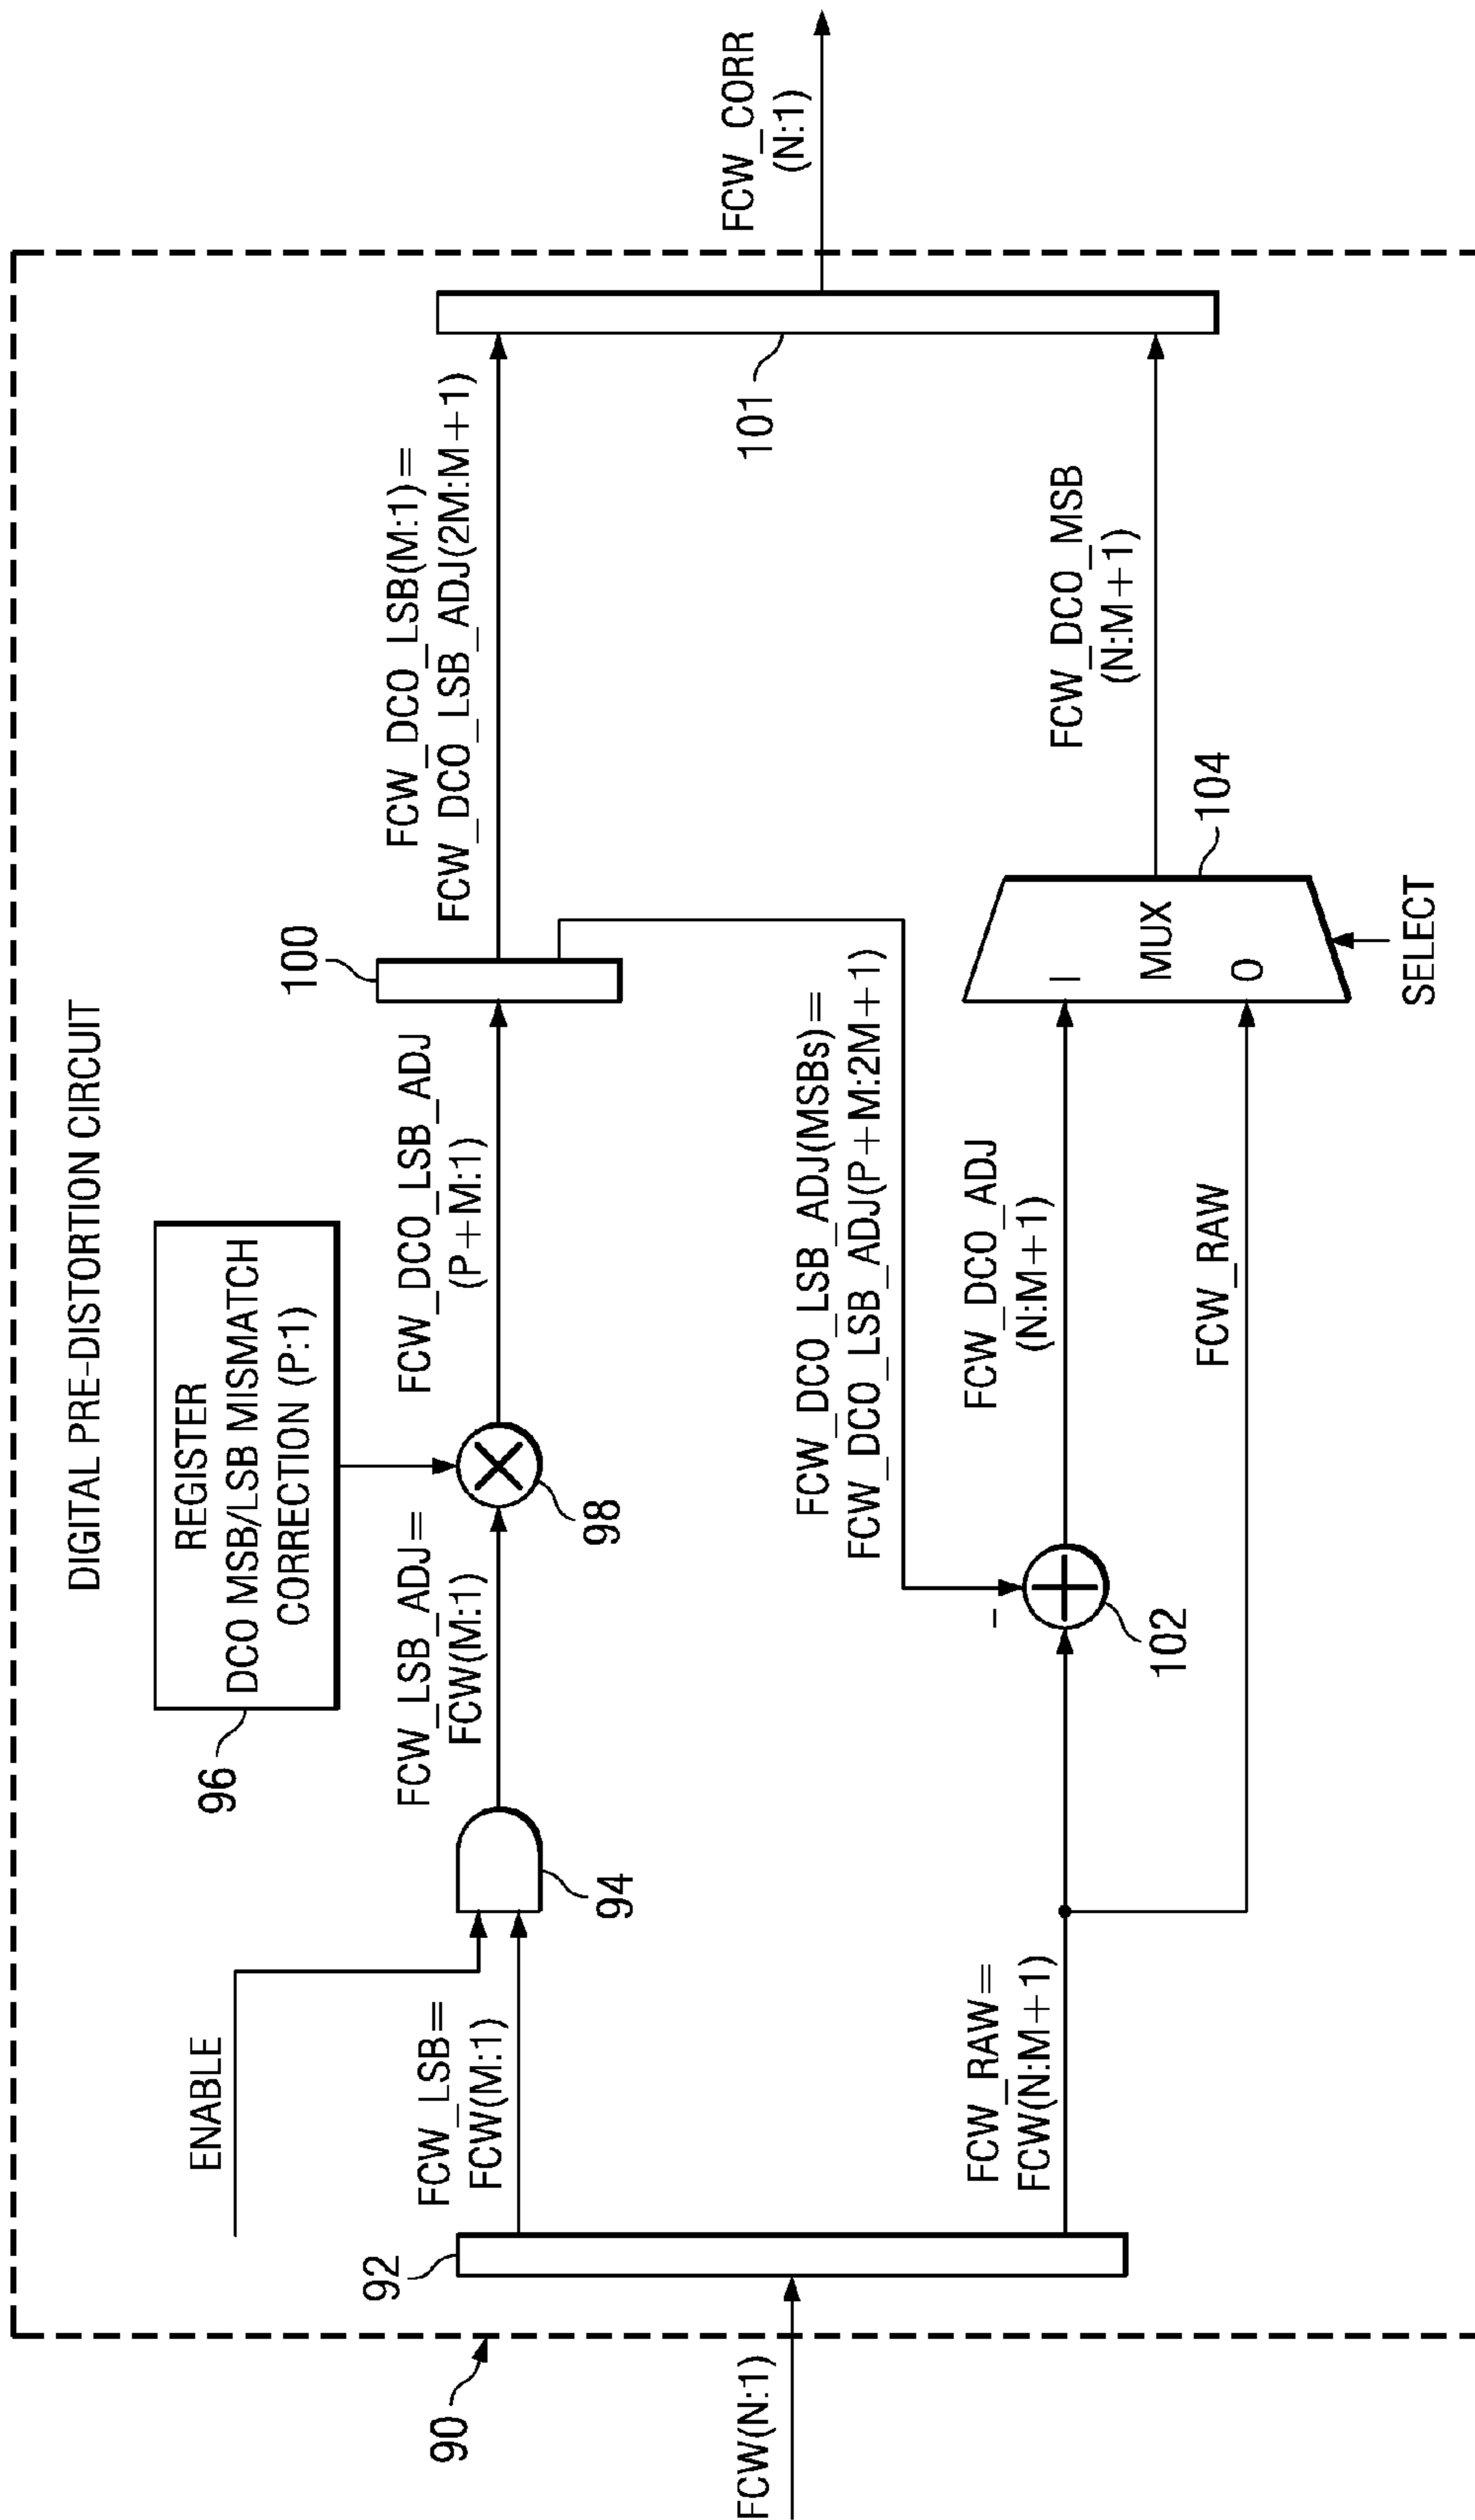 DIGITAL PRE-DISTORTION CIRCUIT
90
FCW(N:1)
92
ENABLE
FCW_LSB=
FCW(M:1)
FCW_RAW=
FCW(N:M+1)
94
96
REGISTER
DCO MSB/LSB MISMATCH
CORRECTION (P:1)
FCW_LSB_ADJ=
FCW(M:1)
98
102
-
FCW_DCO_LSB_ADJ
(P+M:1)
FCW_DCO_LSB_ADJ(MSBs)=
FCW_DCO_LSB_ADJ(P+M:2M+1)
FCW_DCO_ADJ
(N:M+1)
FCW_RAW
100
1
MUX
0
SELECT
104
FCW_DCO_LSB(M:1)=
FCW_DCO_LSB_ADJ(2M:M+1)
FCW_DCO_MSB
(N:M+1)
101
FCW_CORR
(N:1)